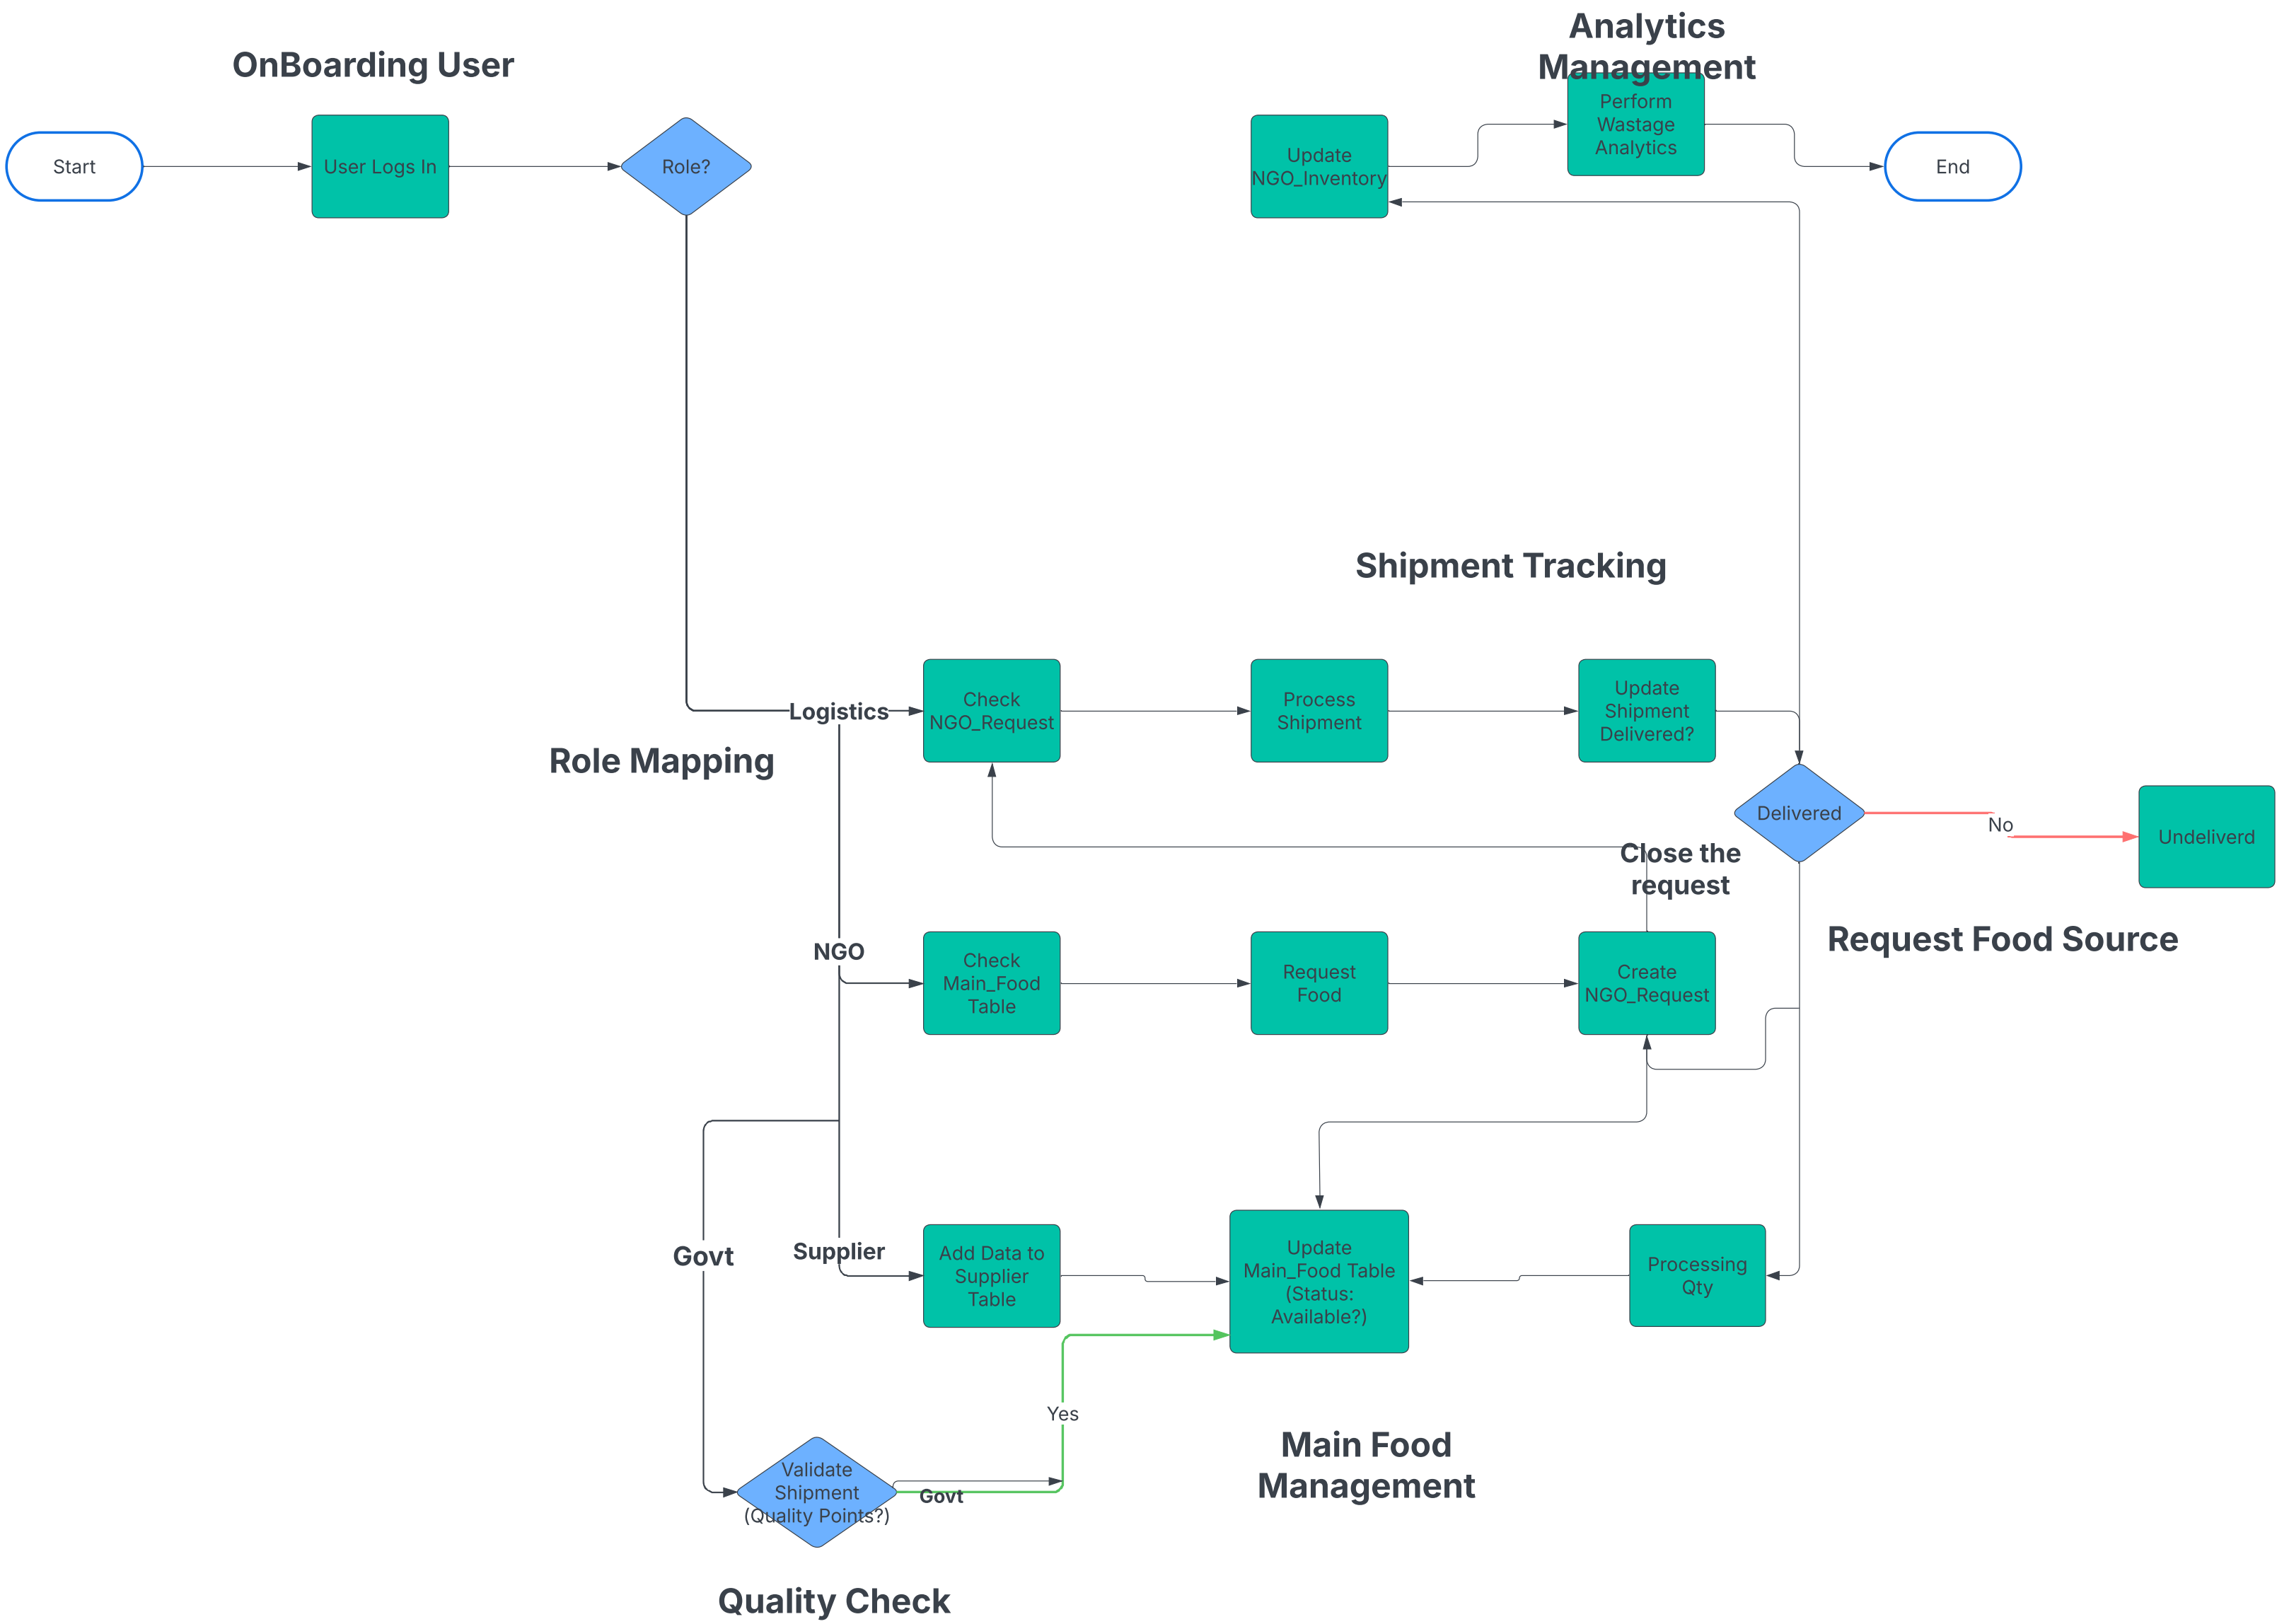 Analytics
Management
OnBoarding User
Start
User Logs In
Role?
Update
NGO_Inventory
Perform
Wastage
Analytics
End
Shipment Tracking
Logistics
Check
NGO_Request
Process
Shipment
Update
Shipment
Delivered?
Role Mapping
Delivered
No
Undeliverd
Close the
request
Request Food Source
NGO
Check
Main_Food
Table
Request
Food
Create
NGO_Request
Govt
Supplier
Add Data to
Supplier
Table
Update
Main_Food Table
(Status:
Available?)
Processing
Qty
Yes
Main Food
Management
Validate
Shipment
(Quality Points?)
Govt
Quality Check